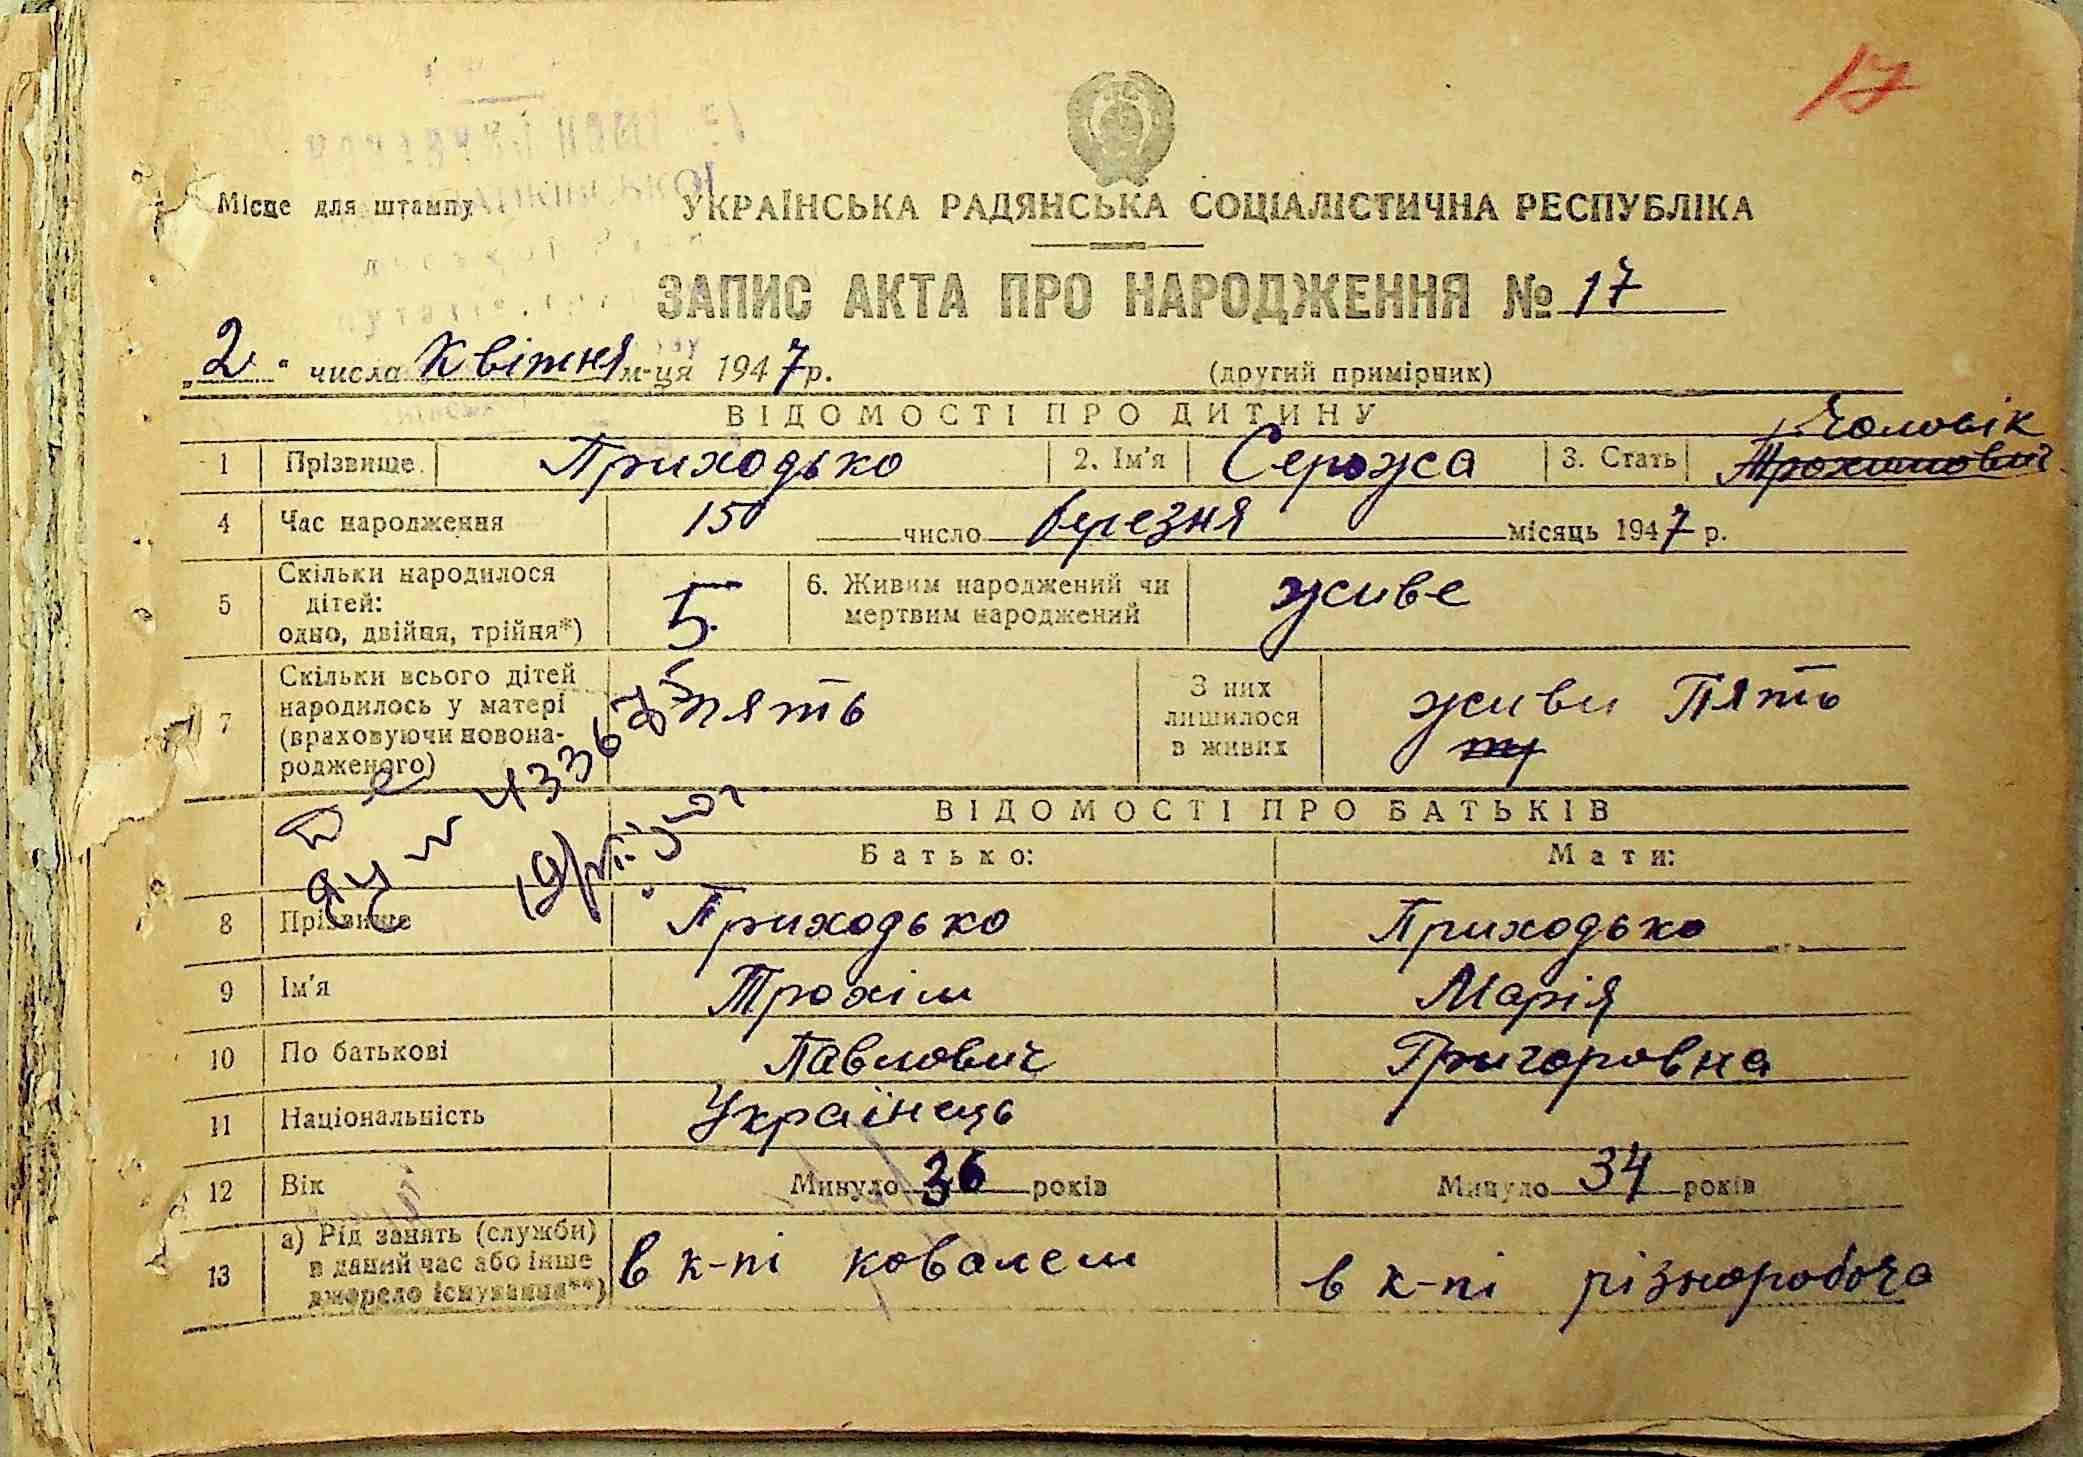 17
Місце для штампу
УКРАЇНСЬКА РАДЯНСЬКА СОЦІАЛІСТИЧНА РЕСПУБЛІКА
ЗАПИС АКТА ПРО НАРОДЖЕННЯ № 17
„2“ числа квітня м-ця 1947 р. (другий примірник)
ВІДОМОСТІ ПРО ДИТИНУ
Чоловік
1 Прізвище Приходько 2. Ім'я Серожа 3. Стать Трохимович
4 Час народження 15 число березня місяць 1947 р.
5 Скільки народилося дітей: одно, двійня, трійня*) 5. 6. Живим народжений чи мертвим народжений живе
7 Скільки всього дітей народилось у матері (враховуючи новонародженого) 5 пять З них лишилося в живих живи Пять
ВІДОМОСТІ ПРО БАТЬКІВ
Батько: Мати:
8 Прізвище Приходько Приходько
9 Ім'я Трохім Марія
10 По батькові Павлович Григоровна
11 Національність Українець
12 Вік Минуло 36 років Минуло 34 років
13 а) Рід занять (служби) в даний час або інше джерело існування**) в к-пі ковалем в к-пі різноробоча